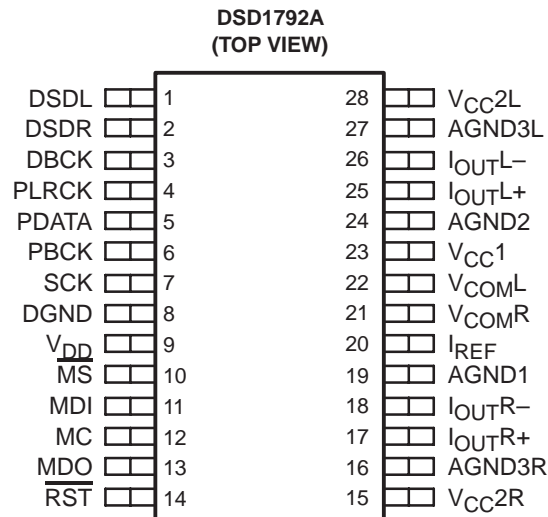 DSD1792A
(TOP VIEW)
DSDL 1 28 VCC2L
DSDR 2 27 AGND3L
DBCK 3 26 IOUTL–
PLRCK 4 25 IOUTL+
PDATA 5 24 AGND2
PBCK 6 23 VCC1
SCK 7 22 VCOML
DGND 8 21 VCOMR
VDD 9 20 IREF
MS 10 19 AGND1
MDI 11 18 IOUTR–
MC 12 17 IOUTR+
MDO 13 16 AGND3R
RST 14 15 VCC2R